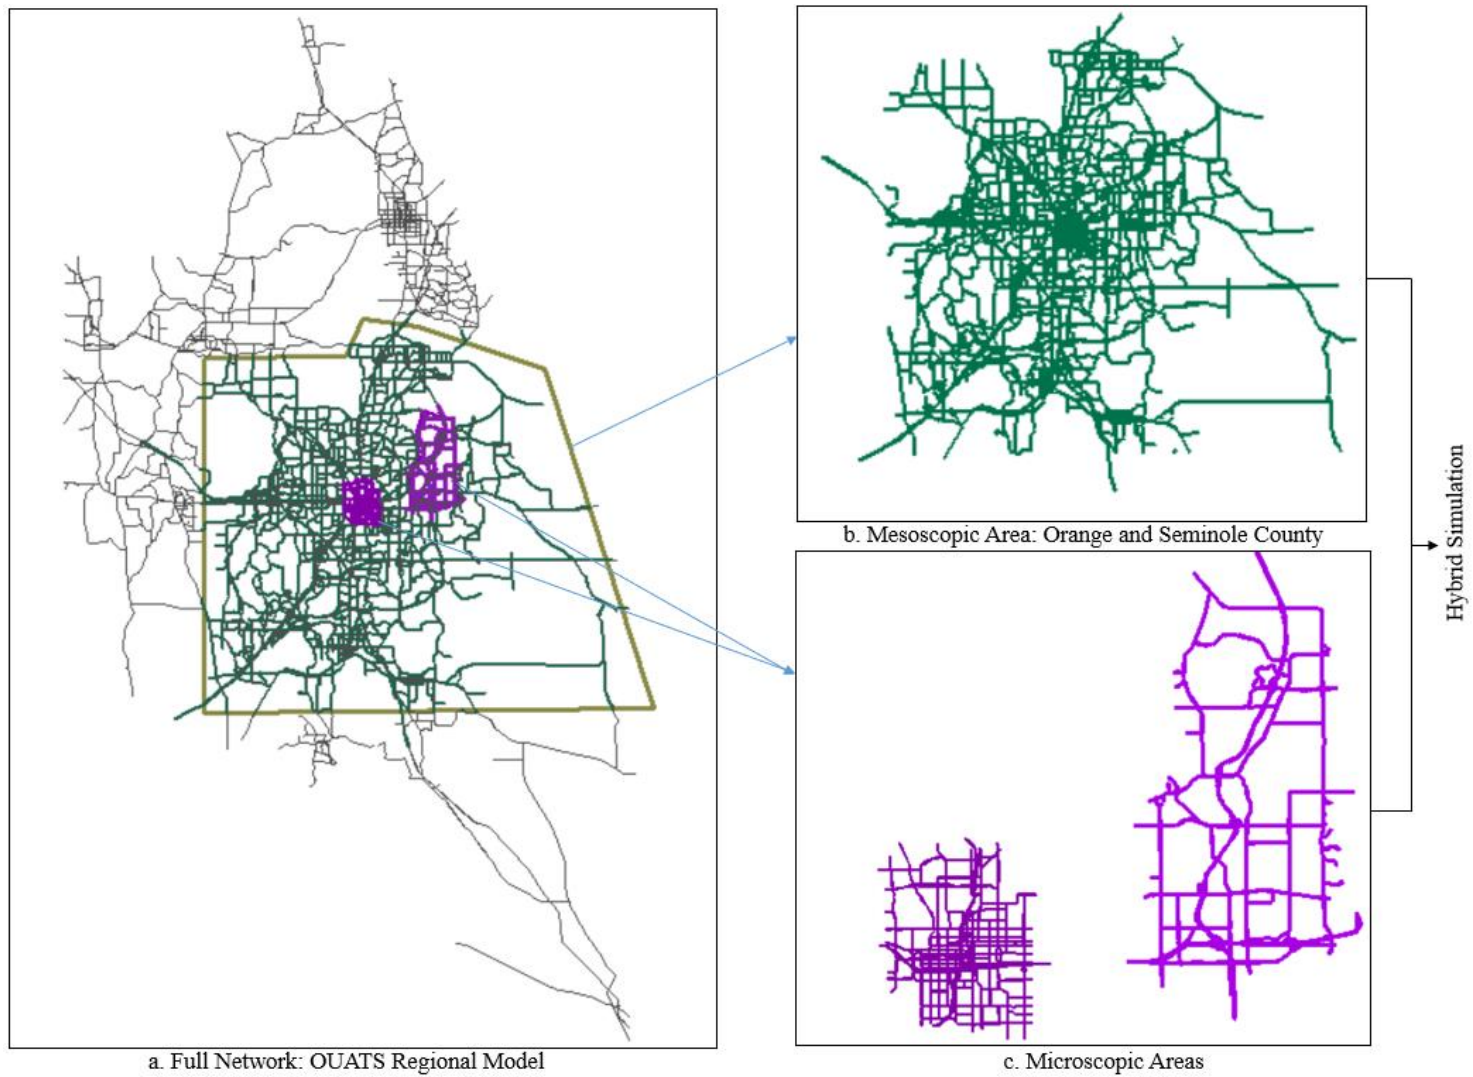 a. Full Network: OUATS Regional Model
b. Mesoscopic Area: Orange and Seminole County
c. Microscopic Areas
Hybrid Simulation